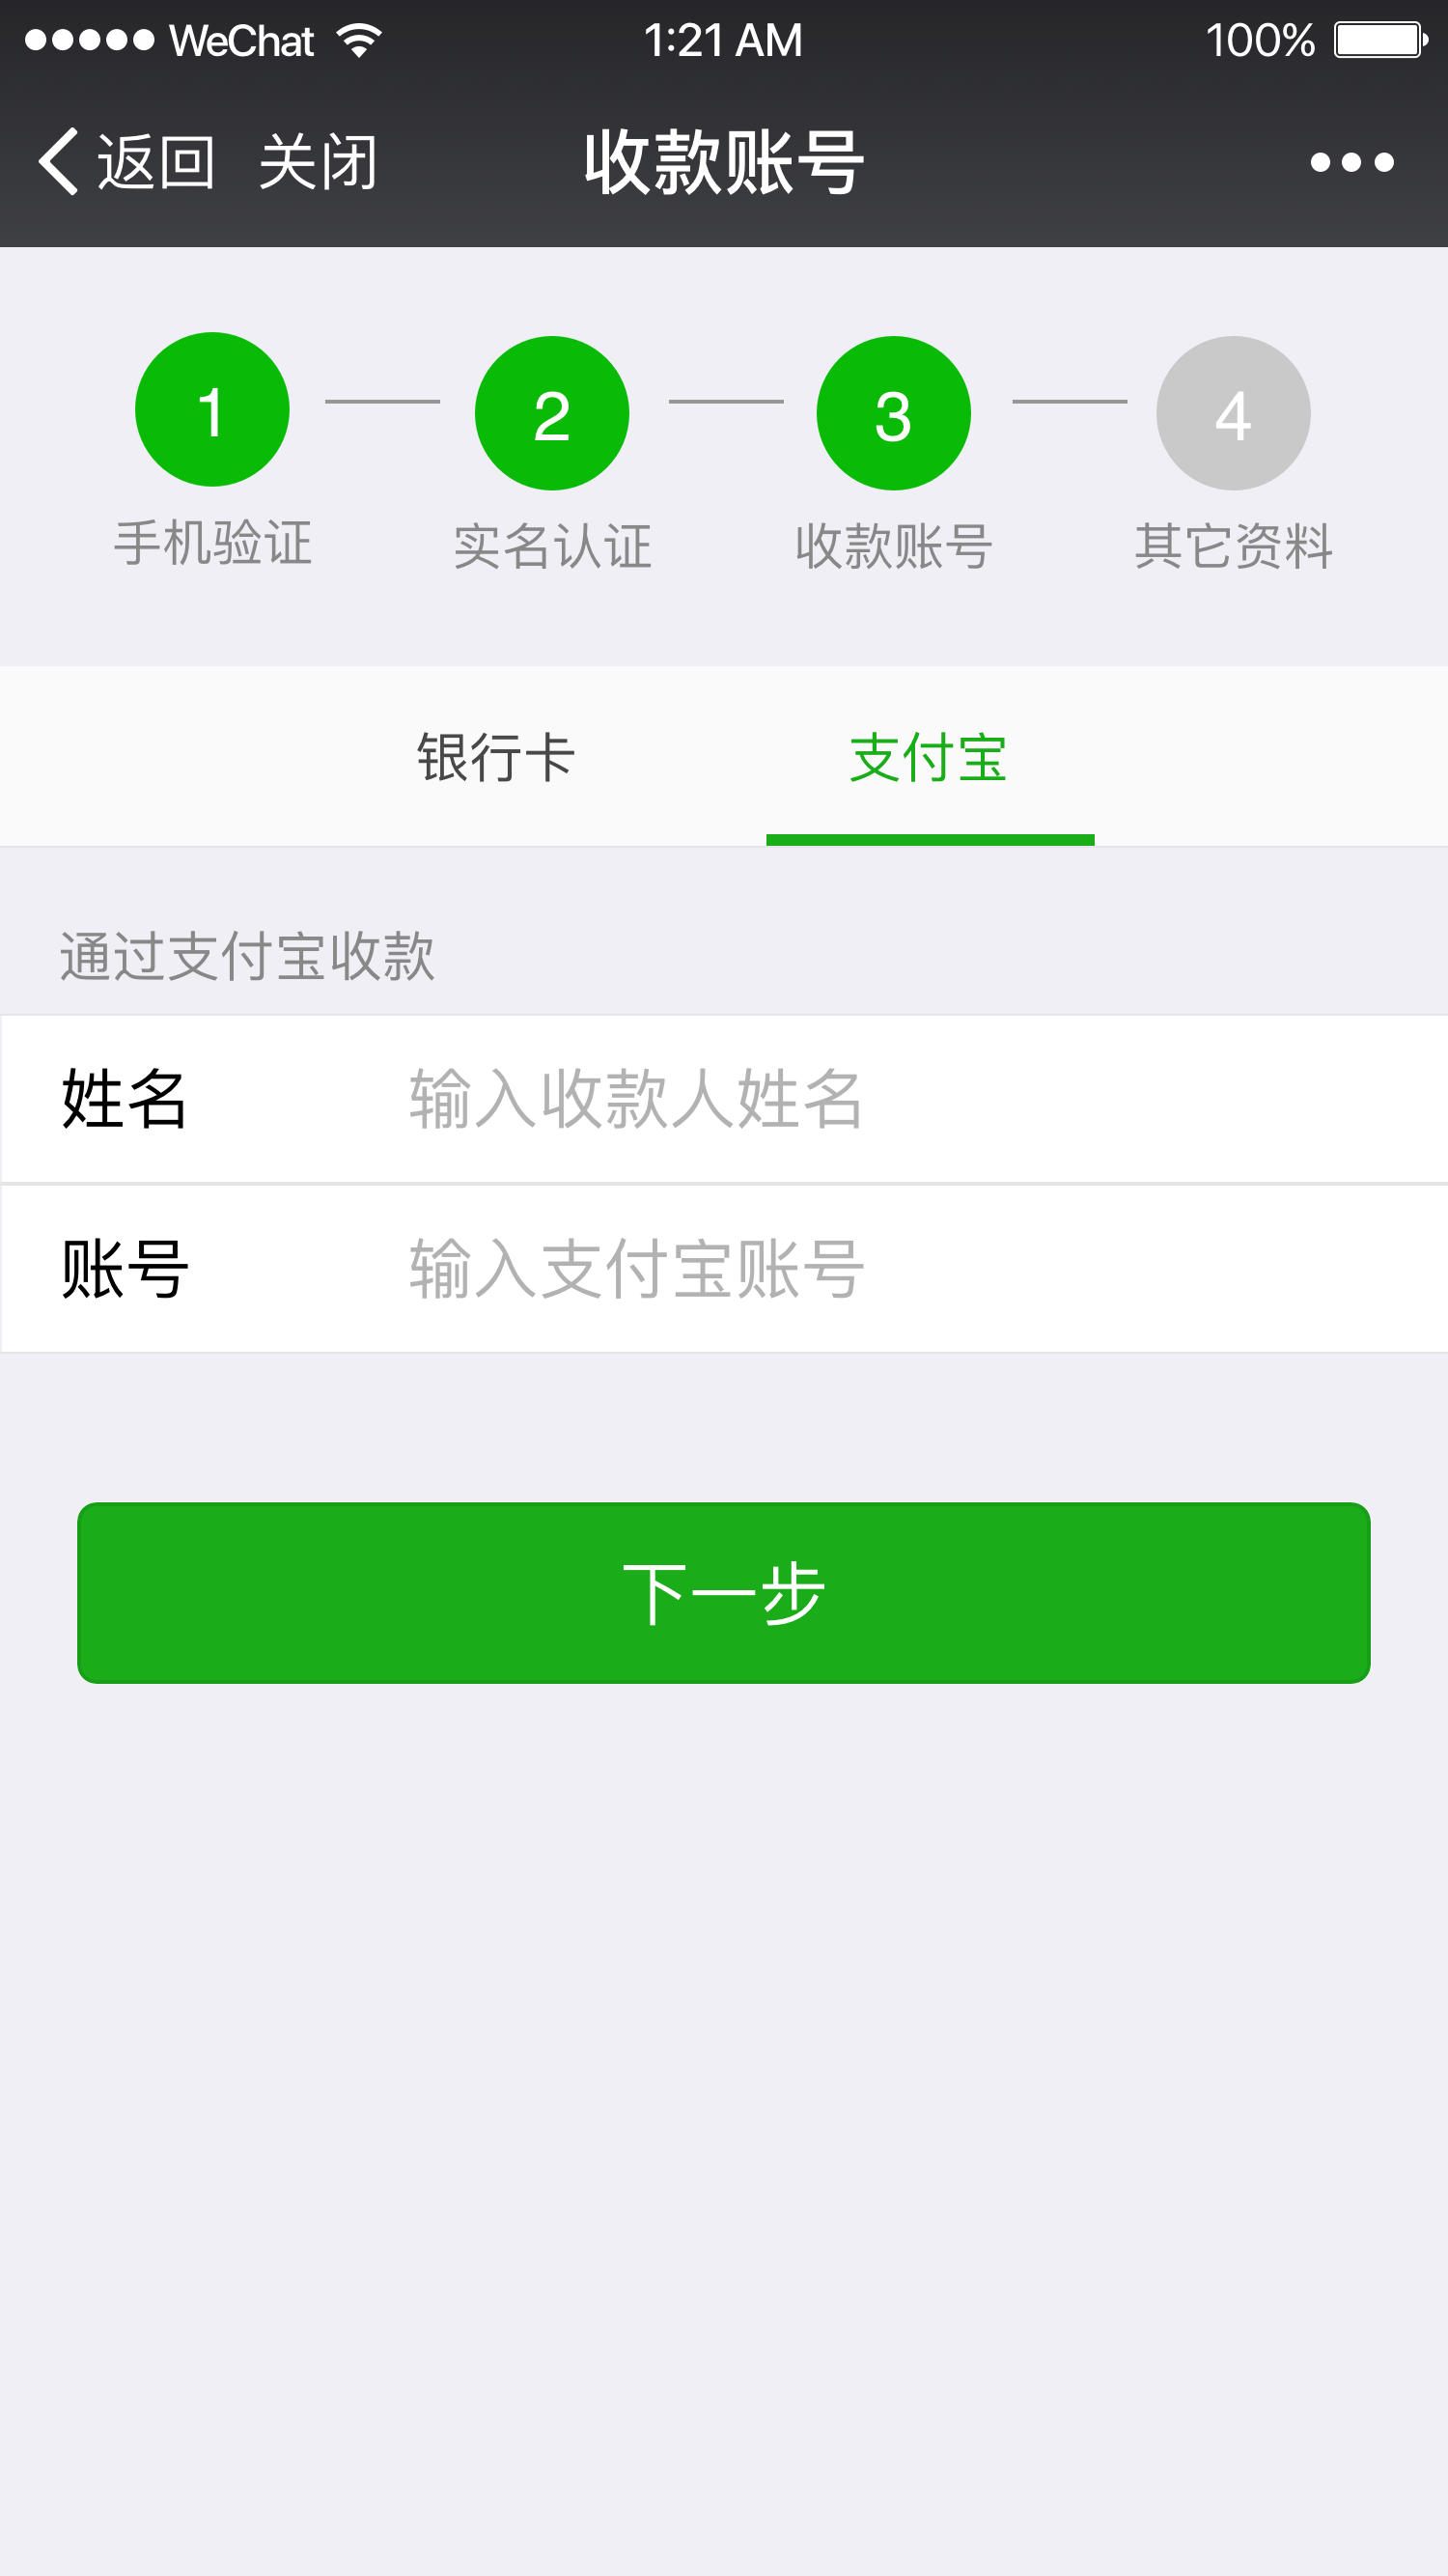 WeChat 1:21 AM 100%
返回 关闭 收款账号
1 2 3 4
手机验证 实名认证 收款账号 其它资料
银行卡 支付宝
通过支付宝收款
姓名 输入收款人姓名
账号 输入支付宝账号
下一步